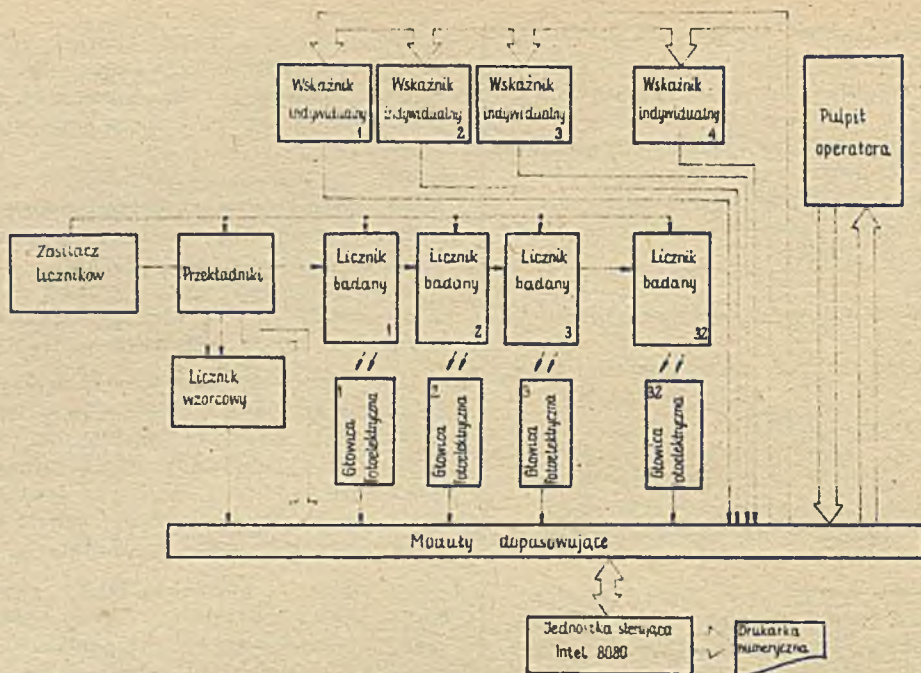 Wskaźnik
indywidualny
1
Wskaźnik
indywidualny
2
Wskaźnik
indywidualny
3
Wskaźnik
indywidualny
4
Pulpit
operatora
Zasilacz
liczników
Przekładniki
Licznik
badany
1
Licznik
badany
2
Licznik
badany
3
Licznik
badany
32
Licznik
wzorcowy
1
Głowica
fotoelektryczna
Głowica
fotoelektryczna
3
Głowica
fotoelektryczna
32
Głowica
otoelektryczna
Moduły dopasowujące
Jednostka sterująca
Intel 8080
Drukarka
numeryczna